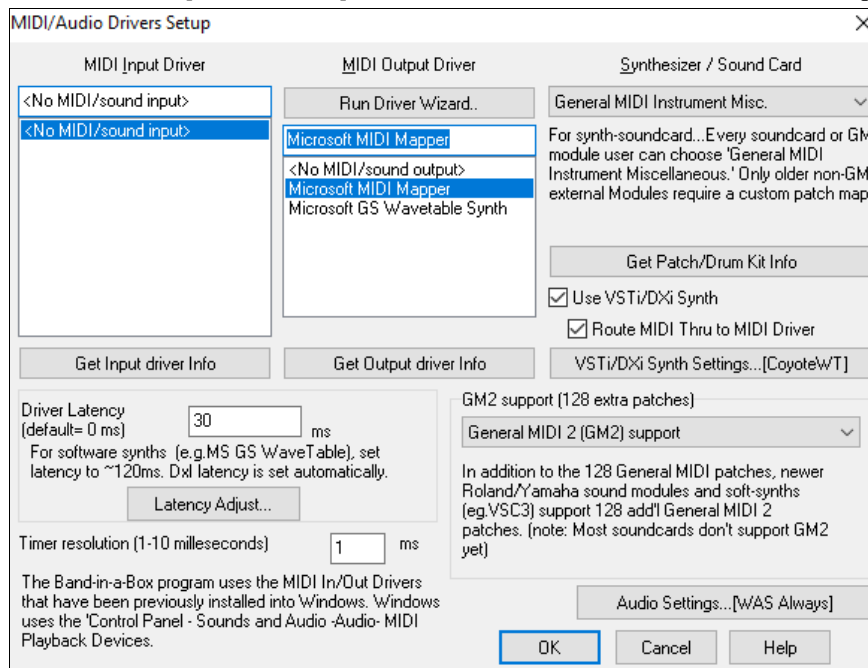 MIDI/Audio Drivers Setup
MIDI Input Driver
<No MIDI/sound input>
<No MIDI/sound input>
Get Input driver Info
MIDI Output Driver
Run Driver Wizard..
Microsoft MIDI Mapper
<No MIDI/sound output>
Microsoft MIDI Mapper
Microsoft GS Wavetable Synth
Get Output driver Info
Synthesizer / Sound Card
General MIDI Instrument Misc.
For synth-soundcard...Every soundcard or GM
module user can choose 'General MIDI
Instrument Miscellaneous.' Only older non-GM
external Modules require a custom patch map
Get Patch/Drum Kit Info
Use VSTi/DXi Synth
Route MIDI Thru to MIDI Driver
VSTi/DXi Synth Settings...[CoyoteWT]
Driver Latency
(default= 0 ms)
30
ms
For software synths (e.g.MS GS WaveTable), set
latency to ~120ms. DxI latency is set automatically.
Latency Adjust...
Timer resolution (1-10 milleseconds)
1
ms
The Band-in-a-Box program uses the MIDI In/Out Drivers
that have been previously installed into Windows. Windows
uses the 'Control Panel - Sounds and Audio -Audio- MIDI
Playback Devices.
GM2 support (128 extra patches)
General MIDI 2 (GM2) support
In addition to the 128 General MIDI patches, newer
Roland/Yamaha sound modules and soft-synths
(eg.VSC3) support 128 add'l General MIDI 2
patches. (note: Most soundcards don't support GM2
yet)
Audio Settings...[WAS Always]
OK
Cancel
Help